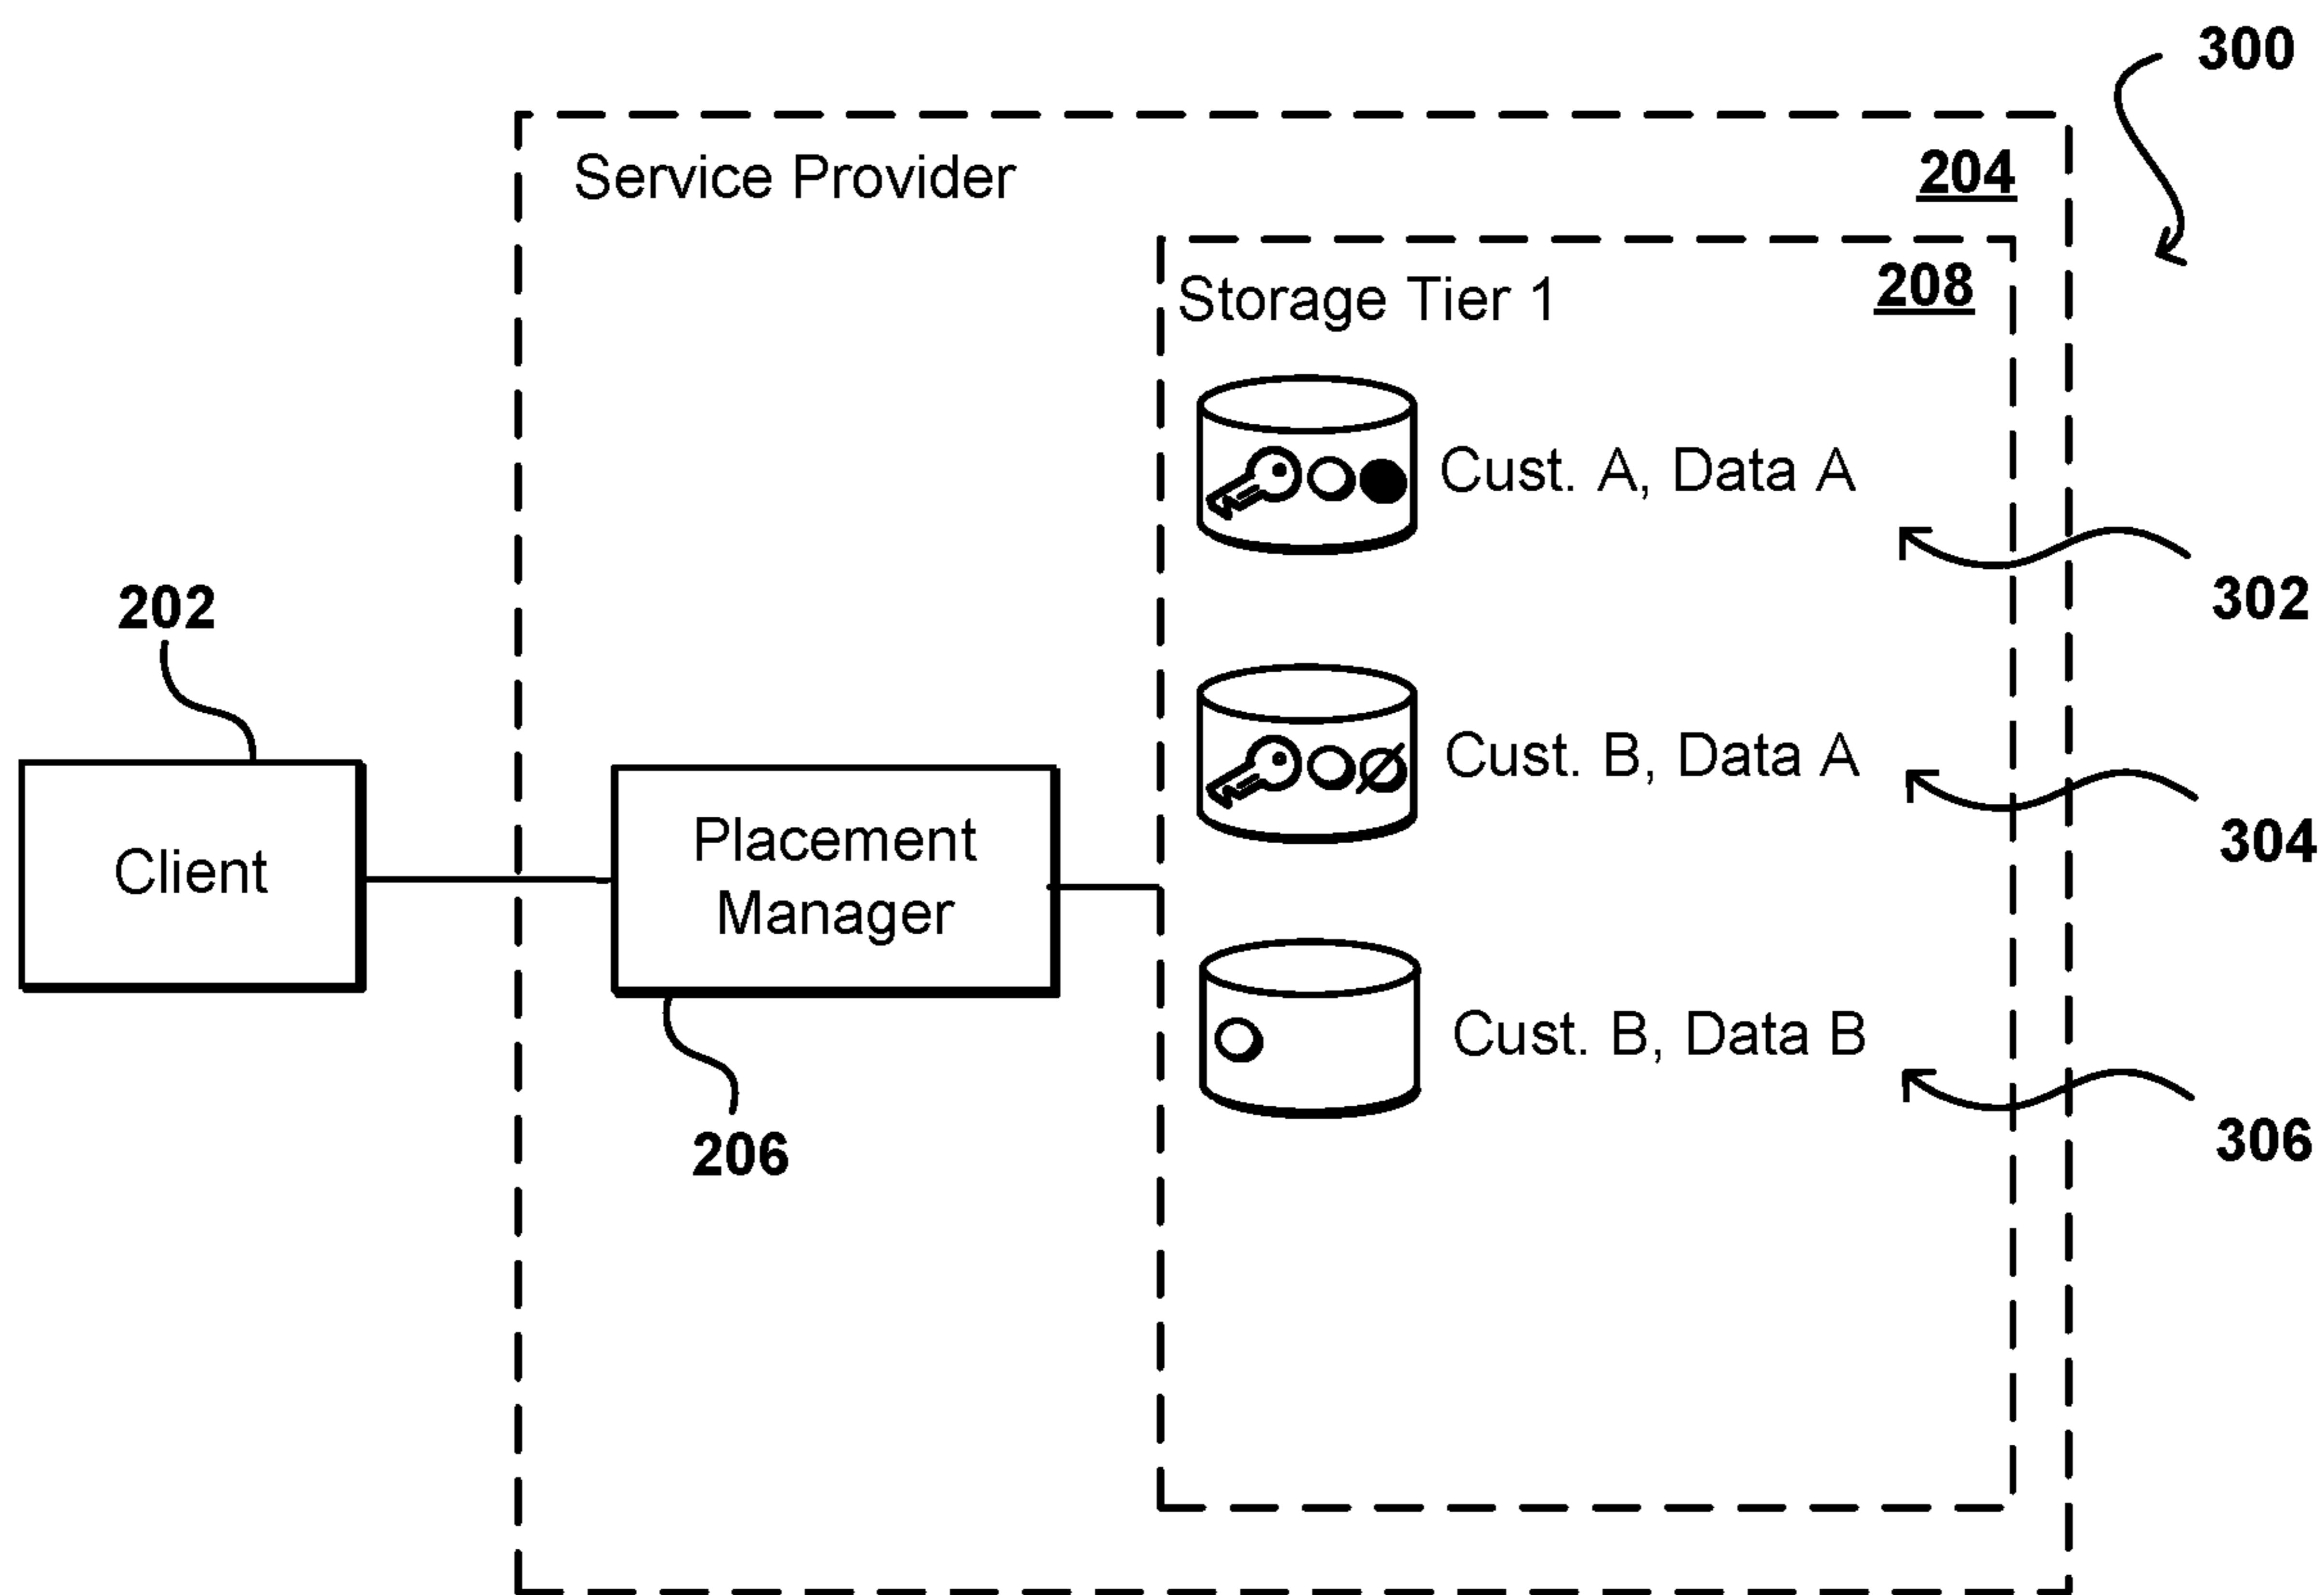 300
Service Provider
204
Storage Tier 1
208
Cust. A, Data A
302
202
Cust. B, Data A
304
Client
Placement
Manager
Cust. B, Data B
306
206